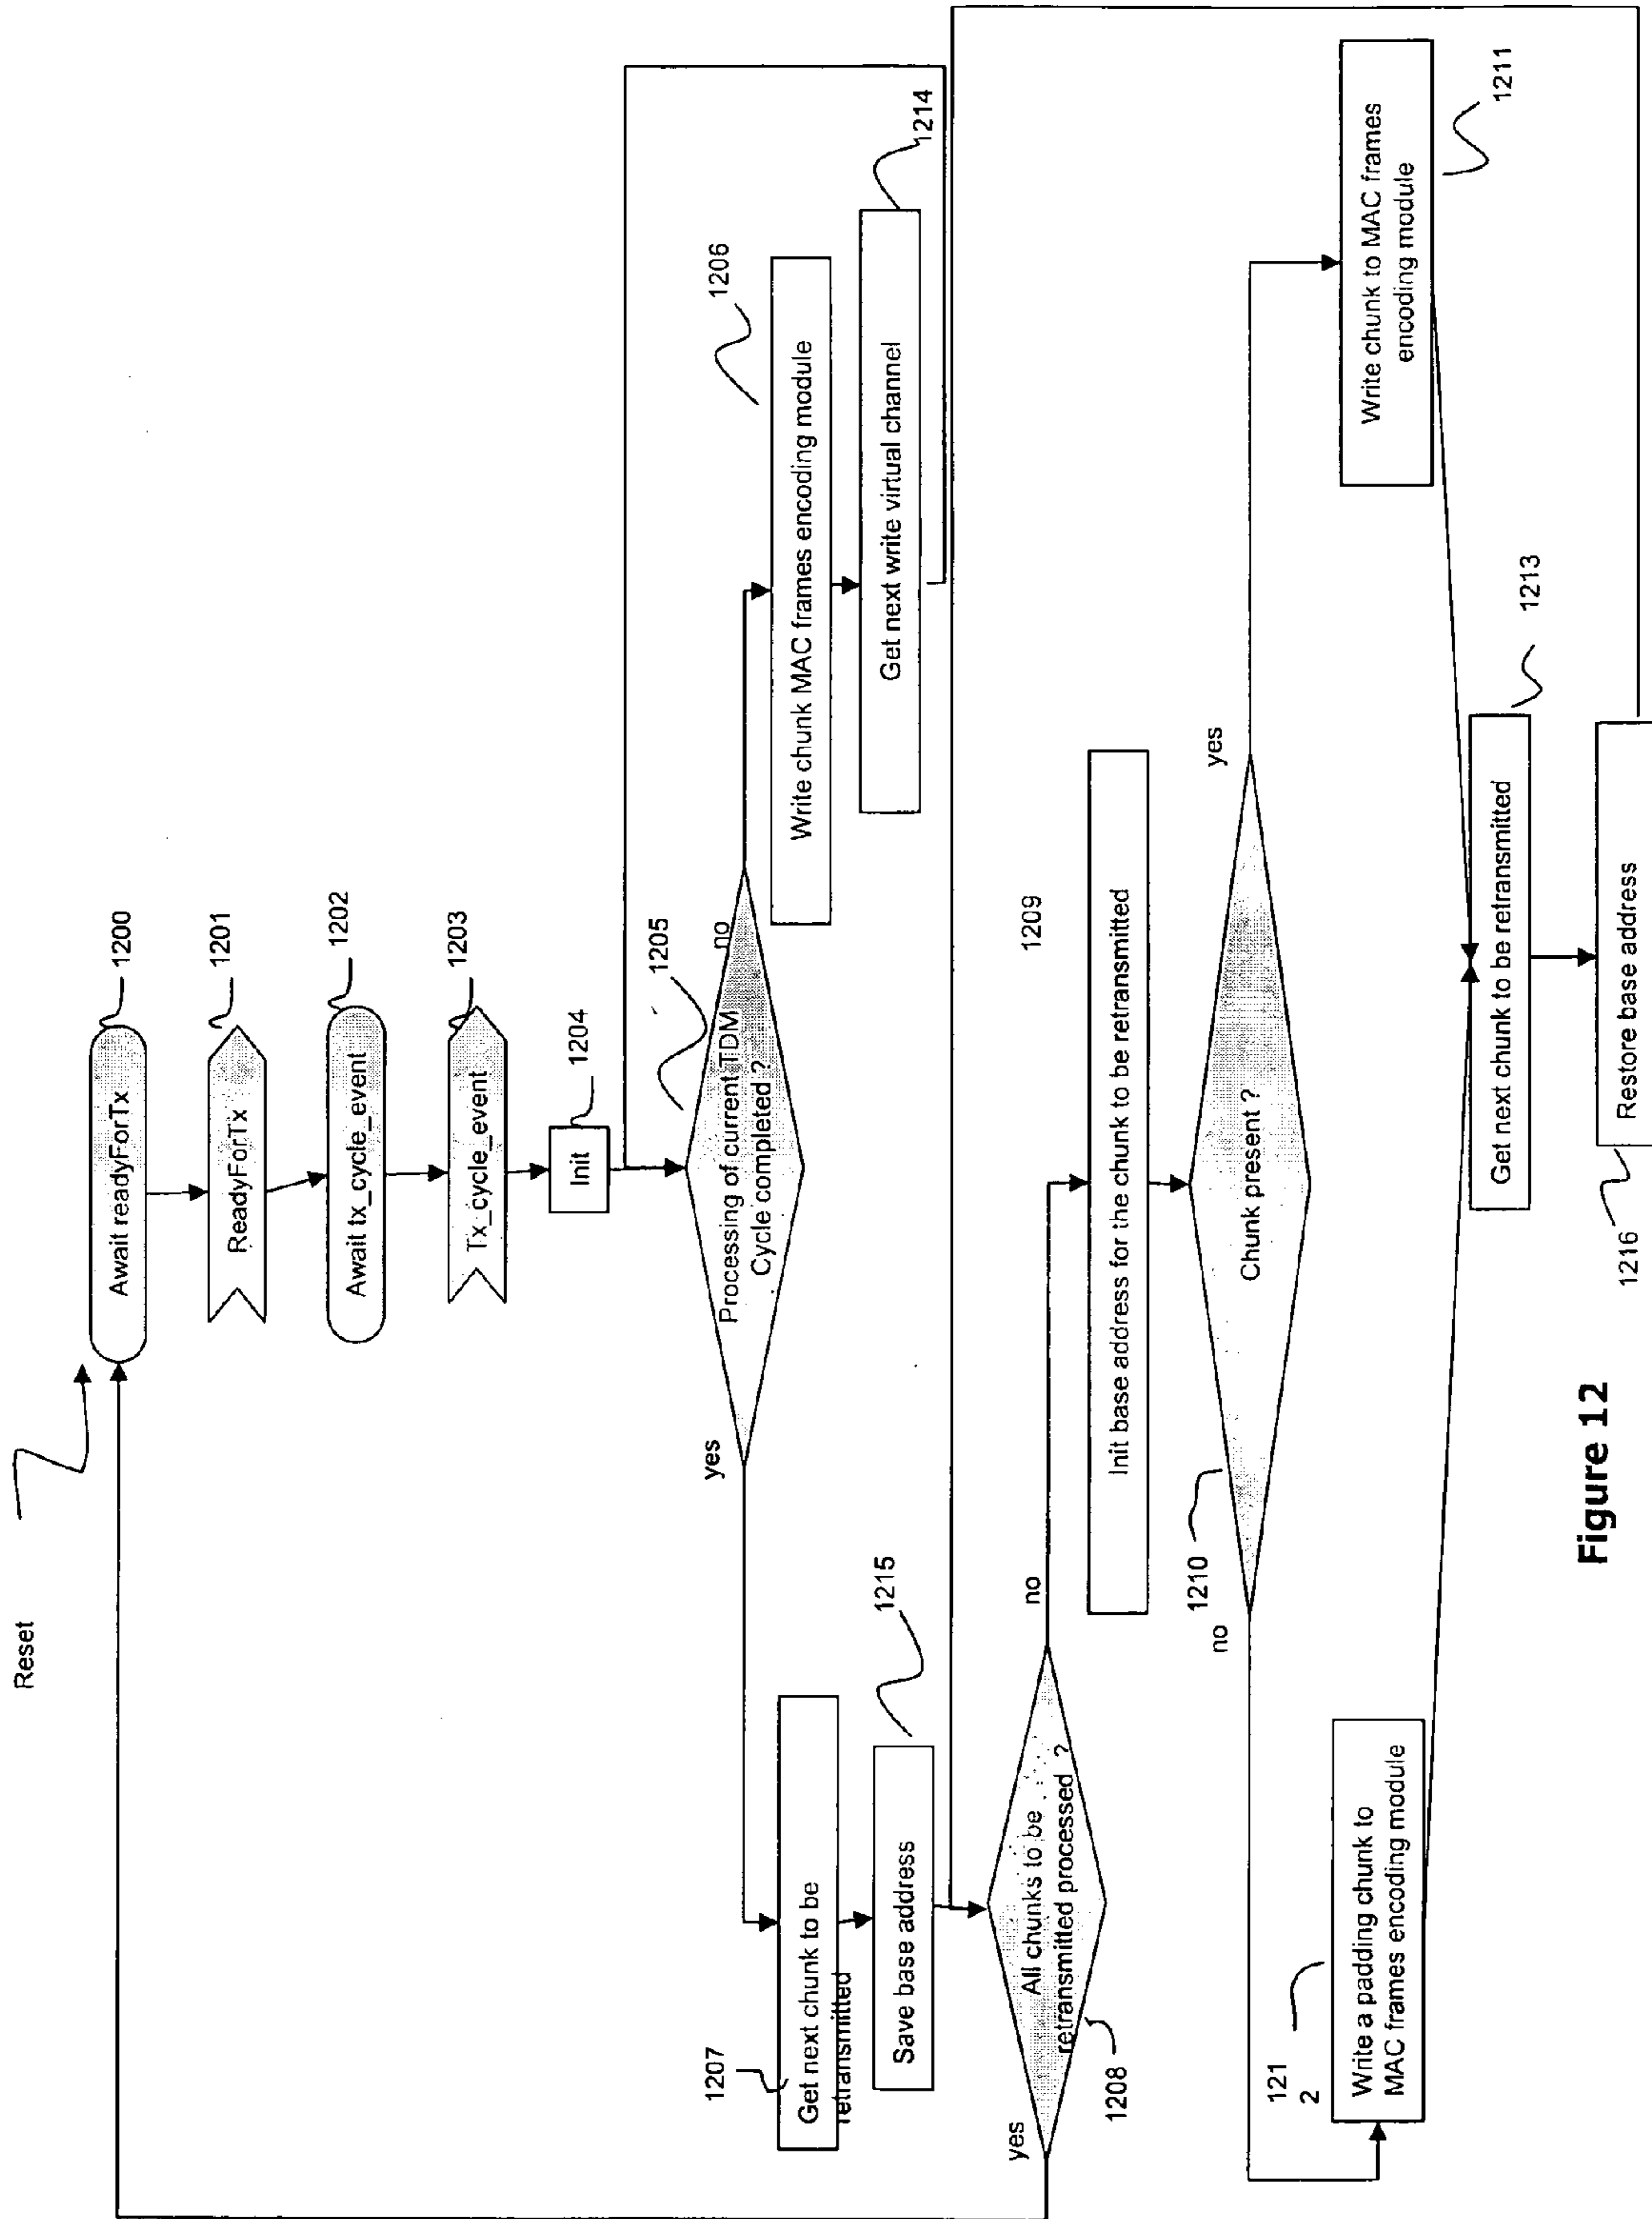 Reset
Await readyForTx
1200
ReadyForTx
1201
Await tx_cycle_event
1202
Tx_cycle_event
1203
Init
1204
1205
Processing of current TDM
Cycle completed ?
yes
no
1206
Write chunk MAC frames encoding module
Get next write virtual channel
1214
1207
Get next chunk to be
retransmitted
1215
Save base address
All chunks to be
retransmitted processed ?
1208
yes
no
1209
Init base address for the chunk to be retransmitted
Chunk present ?
1210
no
yes
121
2
Write a padding chunk to
MAC frames encoding module
Write chunk to MAC frames
encoding module
1211
1213
Get next chunk to be retransmitted
1216
Restore base address
Figure 12